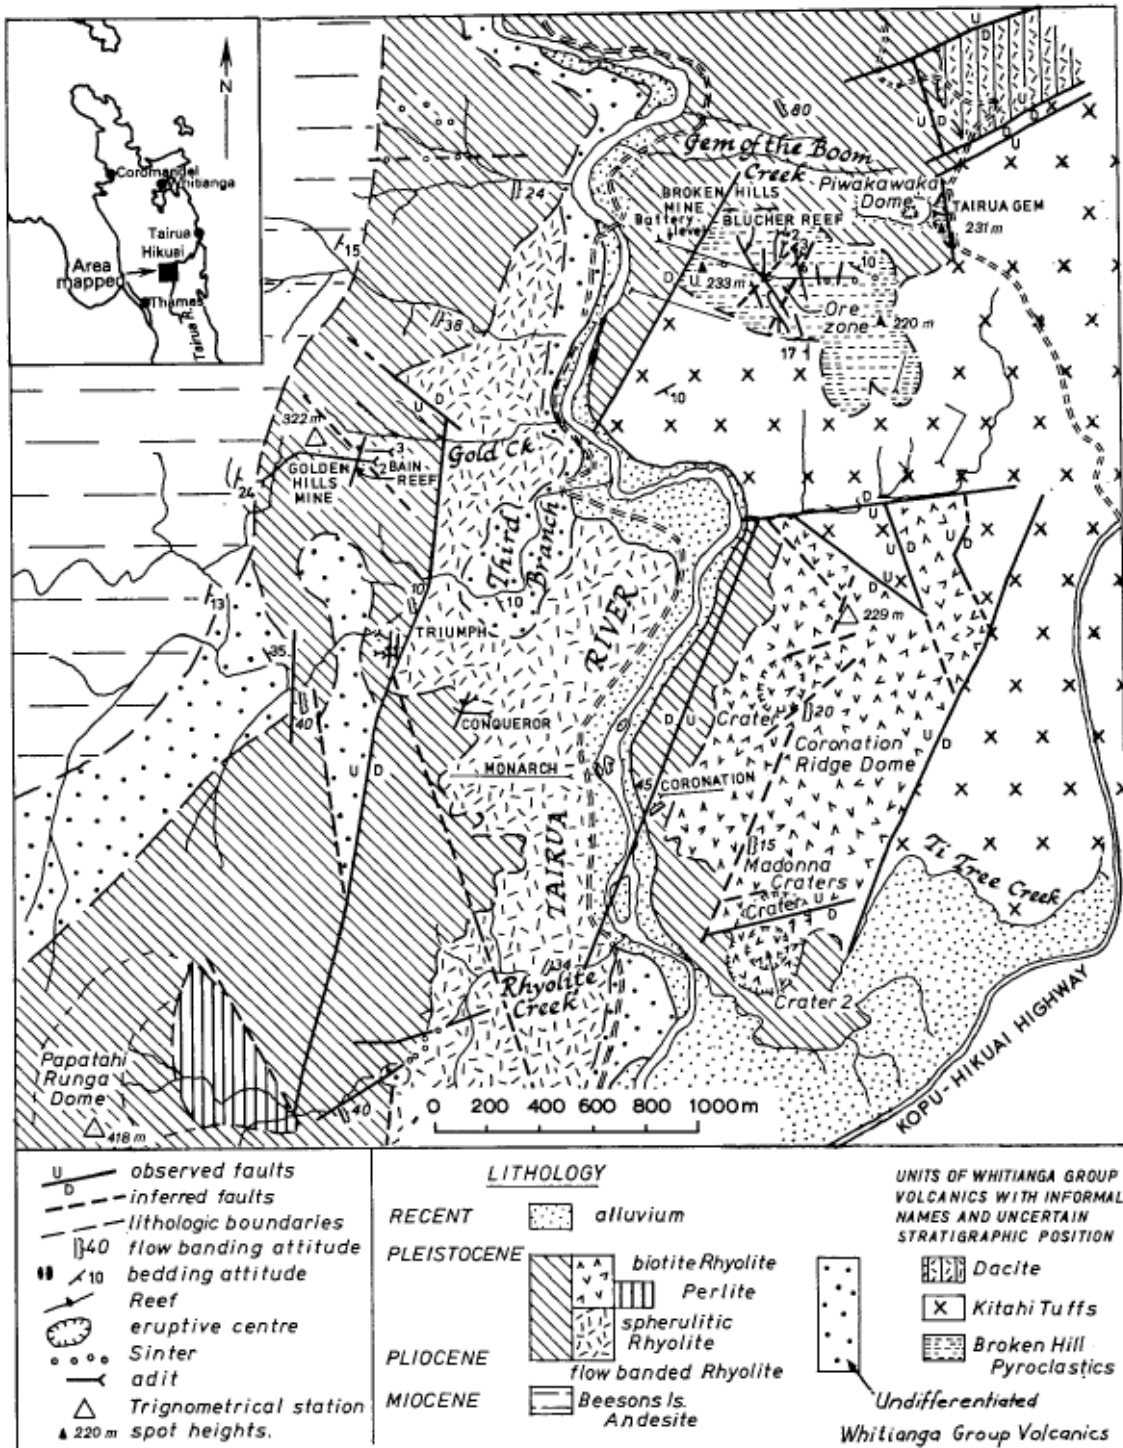 N
Coromandel
Whitianga
Tairua
Hikuai
Area
mapped
Thames
Tairua R.
U
D
80
Gem of the Boom
Creek
24
BROKEN HILLS
MINE
Battery
level
BLUCHER REEF
Piwakawaka
Dome
TAIRUA GEM
231 m
15
2
3
10
D
U
233 m
Ore
zone
220 m
38
17
10
U
D
322 m
Gold Ck
3
2
BAIN
REEF
GOLDEN
HILLS
MINE
24
Third
Branch
D
U
U
D
U
D
10
10
13
TRIUMPH
RIVER
229 m
35
40
CONQUEROR
D
U
Crater
20
Coronation
Ridge Dome
U
D
MONARCH
45
CORONATION
U
D
TAIRUA
15
Madonna
Craters
Crater
U
D
Ti Tree Creek
34
Rhyolite
Creek
Crater 2
KOPU-HIKUAI HIGHWAY
Papatahi
Runga
Dome
418 m
40
0 200 400 600 800 1000m
U
D
observed faults
inferred faults
lithologic boundaries
40 flow banding attitude
10 bedding attitude
Reef
eruptive centre
Sinter
adit
Trignometrical station
220 m spot heights.
LITHOLOGY
RECENT alluvium
PLEISTOCENE
biotite Rhyolite
Perlite
spherulitic
Rhyolite
PLIOCENE
flow banded Rhyolite
MIOCENE Beesons Is.
Andesite
UNITS OF WHITIANGA GROUP
VOLCANICS WITH INFORMAL
NAMES AND UNCERTAIN
STRATIGRAPHIC POSITION
Dacite
Kitahi Tuffs
Broken Hill
Pyroclastics
Undifferentiated
Whitianga Group Volcanics